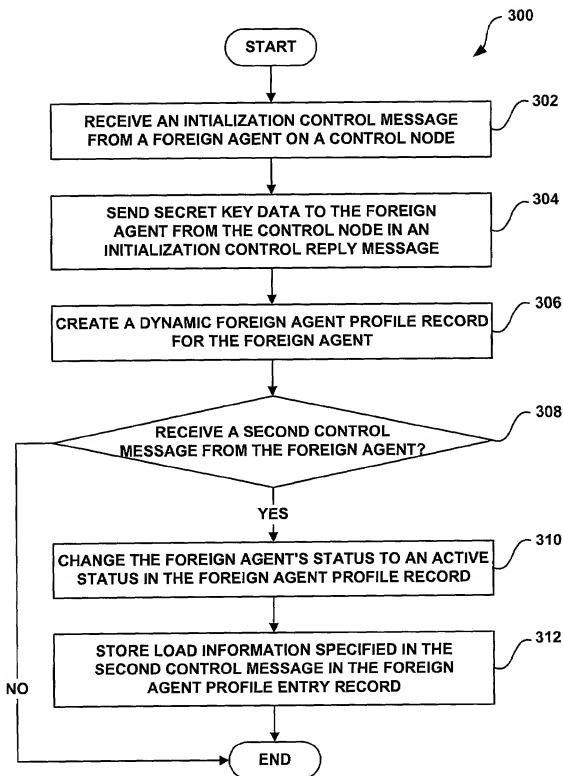 300
START
RECEIVE AN INTIALIZATION CONTROL MESSAGE
FROM A FOREIGN AGENT ON A CONTROL NODE
302
SEND SECRET KEY DATA TO THE FOREIGN
AGENT FROM THE CONTROL NODE IN AN
INITIALIZATION CONTROL REPLY MESSAGE
304
CREATE A DYNAMIC FOREIGN AGENT PROFILE RECORD
FOR THE FOREIGN AGENT
306
RECEIVE A SECOND CONTROL
MESSAGE FROM THE FOREIGN AGENT?
308
YES
CHANGE THE FOREIGN AGENT'S STATUS TO AN ACTIVE
STATUS IN THE FOREIGN AGENT PROFILE RECORD
310
STORE LOAD INFORMATION SPECIFIED IN THE
SECOND CONTROL MESSAGE IN THE FOREIGN
AGENT PROFILE ENTRY RECORD
312
NO
END